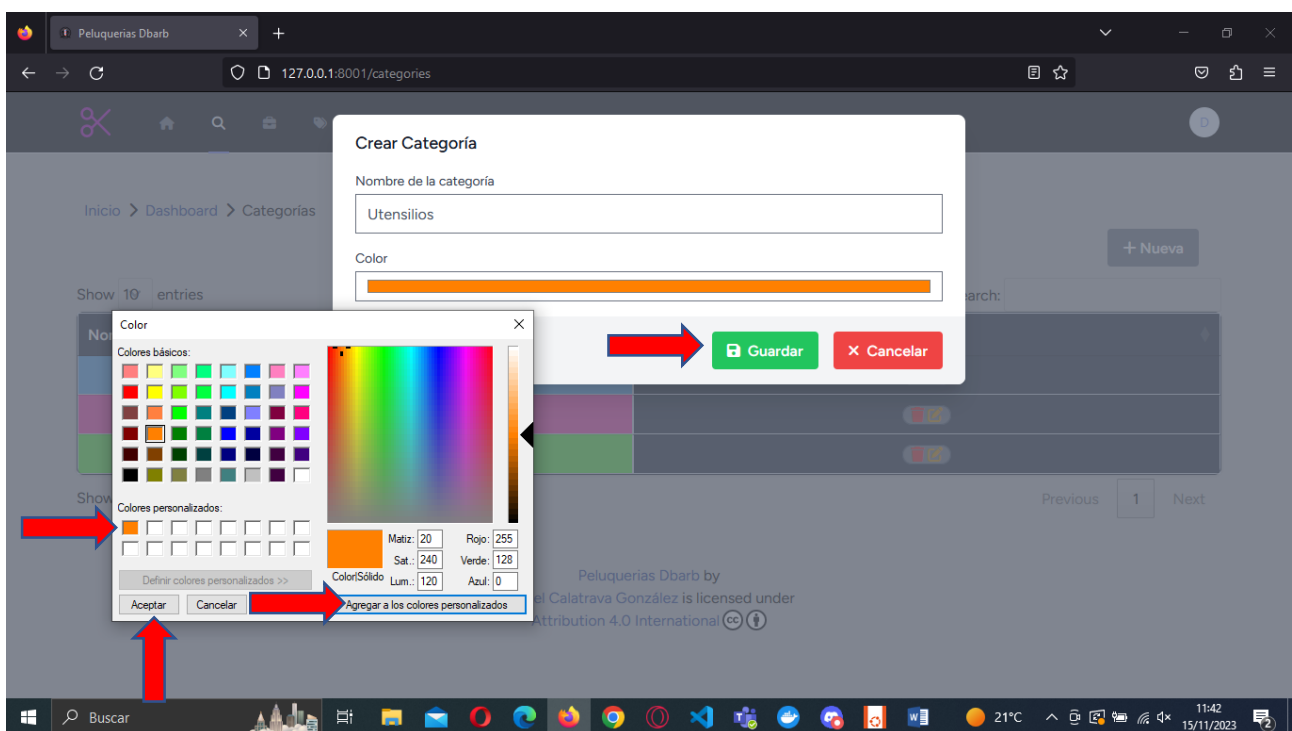 Peluquerias Dbarb
127.0.0.1:8001/categories
D
Crear Categoría
Nombre de la categoría
Utensilios
Color
Guardar
Cancelar
Inicio > Dashboard > Categorías
+ Nueva
Show 10 entries
earch:
Nor
Color
Colores básicos:
Colores personalizados:
Definir colores personalizados >>
Aceptar
Cancelar
Matiz: 20
Rojo: 255
Sat.: 240
Verde: 128
Color|Sólido
Lum.: 120
Azul: 0
Agregar a los colores personalizados
Show
Previous 1 Next
Peluquerias Dbarb by
el Calatrava González is licensed under
Attribution 4.0 International
Buscar
21°C
11:42
15/11/2023
2